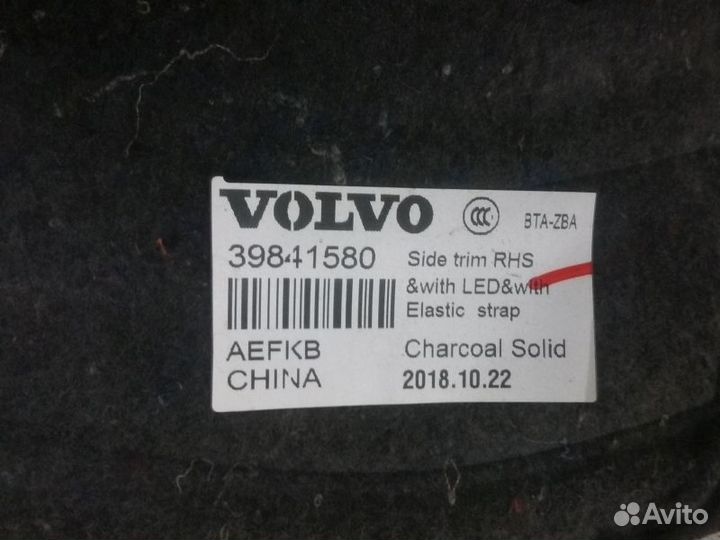 VOLVO
CCC
BTA-ZBA
39841580
Side trim RHS
&with LED&with
Elastic strap
AEFKB
Charcoal Solid
CHINA
2018.10.22
Avito